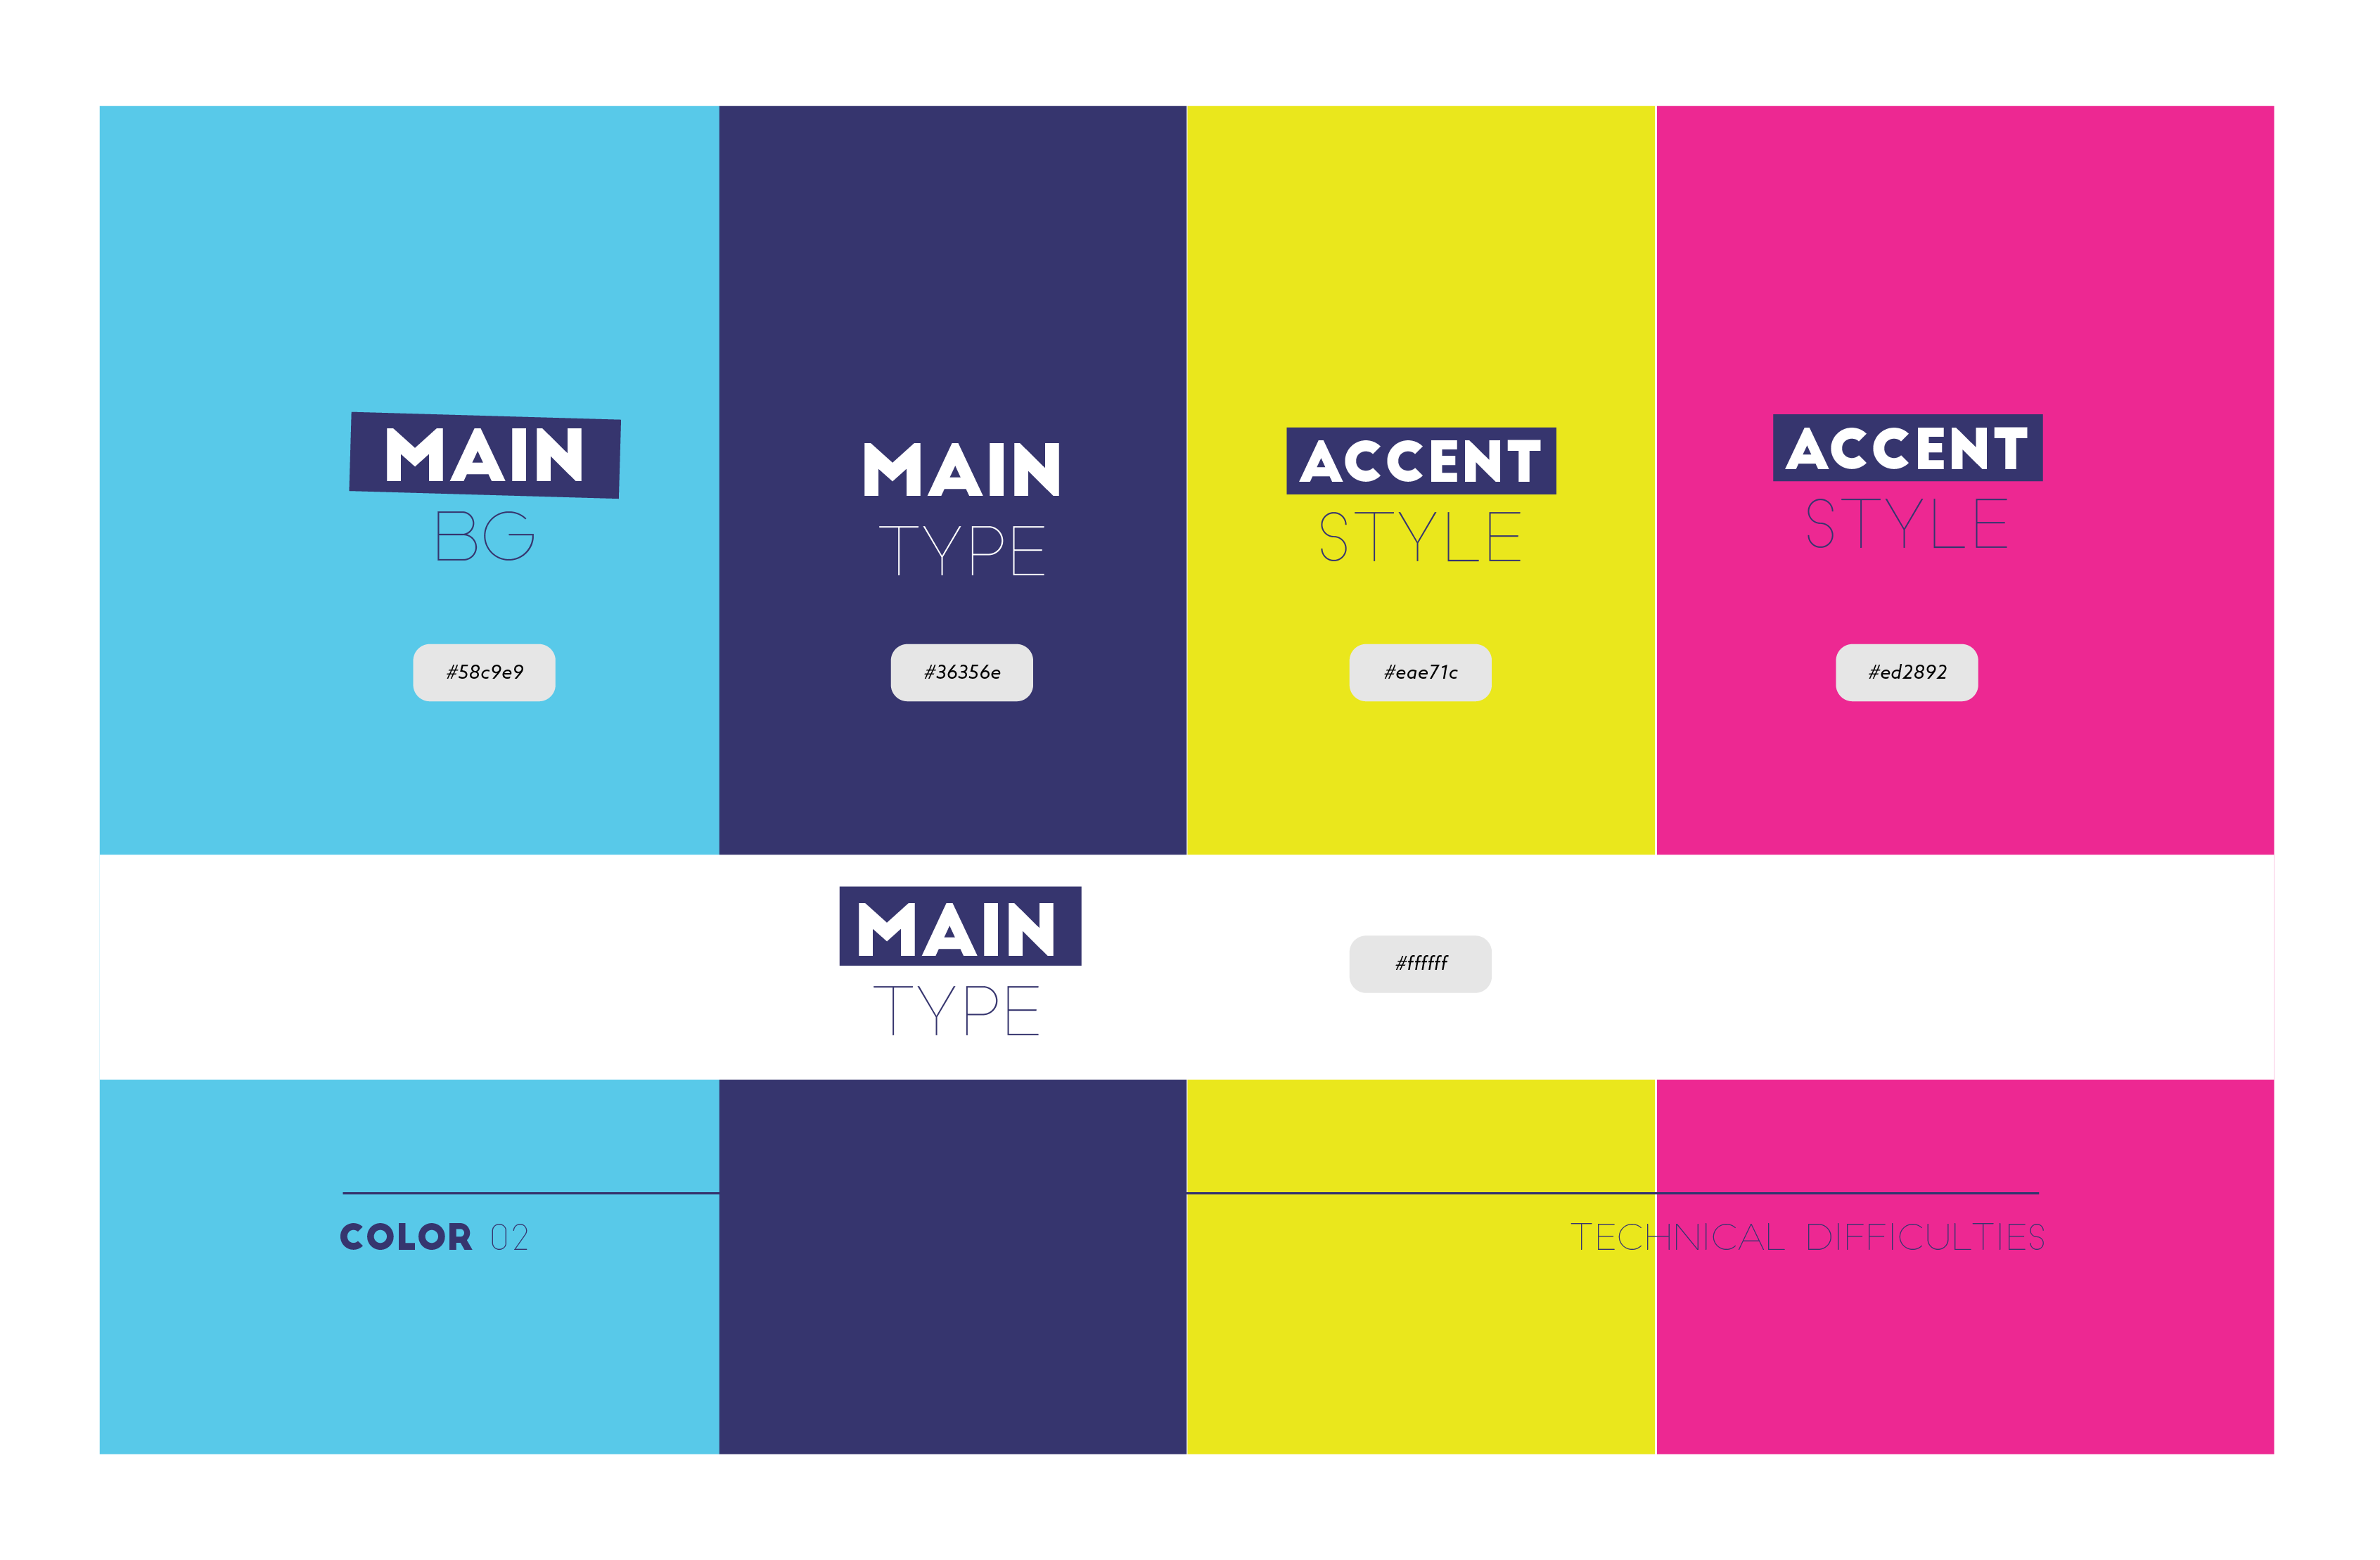 MAIN
BG
#58c9e9
MAIN
TYPE
#36356e
ACCENT
STYLE
#eae71c
ACCENT
STYLE
#ed2892
MAIN
TYPE
#ffffff
COLOR 02
TECHNICAL DIFFICULTIES